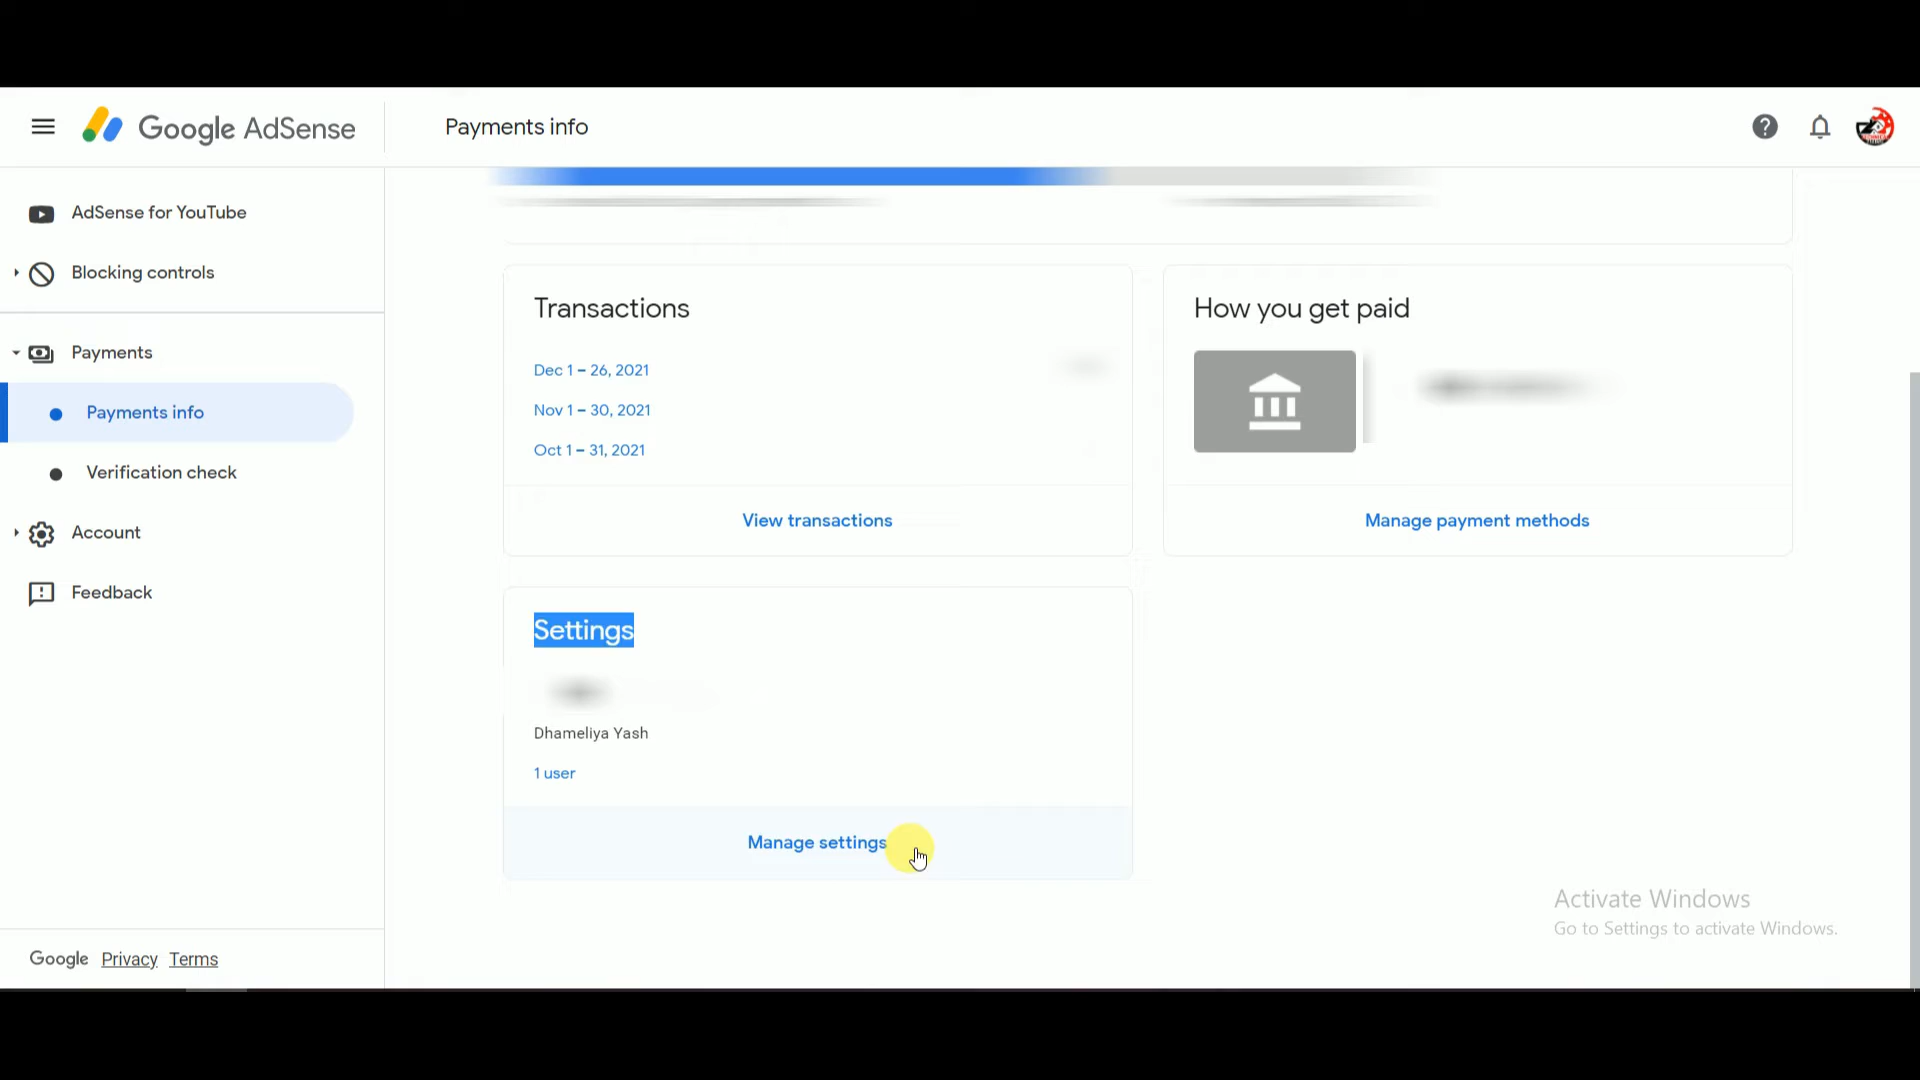 Google AdSense
Payments info
AdSense for YouTube
Blocking controls
Payments
Payments info
Verification check
Account
Feedback
Google Privacy Terms
Transactions
Dec 1 – 26, 2021
Nov 1 – 30, 2021
Oct 1 – 31, 2021
View transactions
How you get paid
Manage payment methods
Settings
Dhameliya Yash
1 user
Manage settings
Activate Windows
Go to Settings to activate Windows.